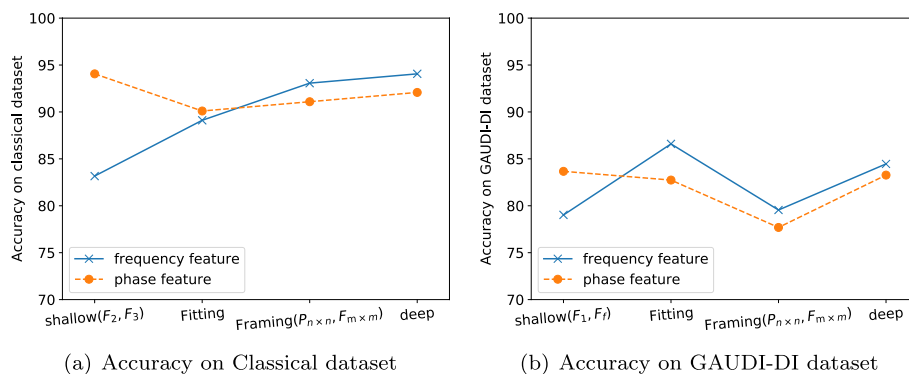 100
95
90
85
80
75
70
Accuracy on classical dataset
frequency feature
phase feature
shallow(F₂, F₃)
Fitting
Framing(Pₙ × ₙ, Fₘ × ₘ)
deep
(a) Accuracy on Classical dataset
100
95
90
85
80
75
70
Accuracy on GAUDI-DI dataset
frequency feature
phase feature
shallow(F₁, F_f)
Fitting
Framing(Pₙ × ₙ, Fₘ × ₘ)
deep
(b) Accuracy on GAUDI-DI dataset